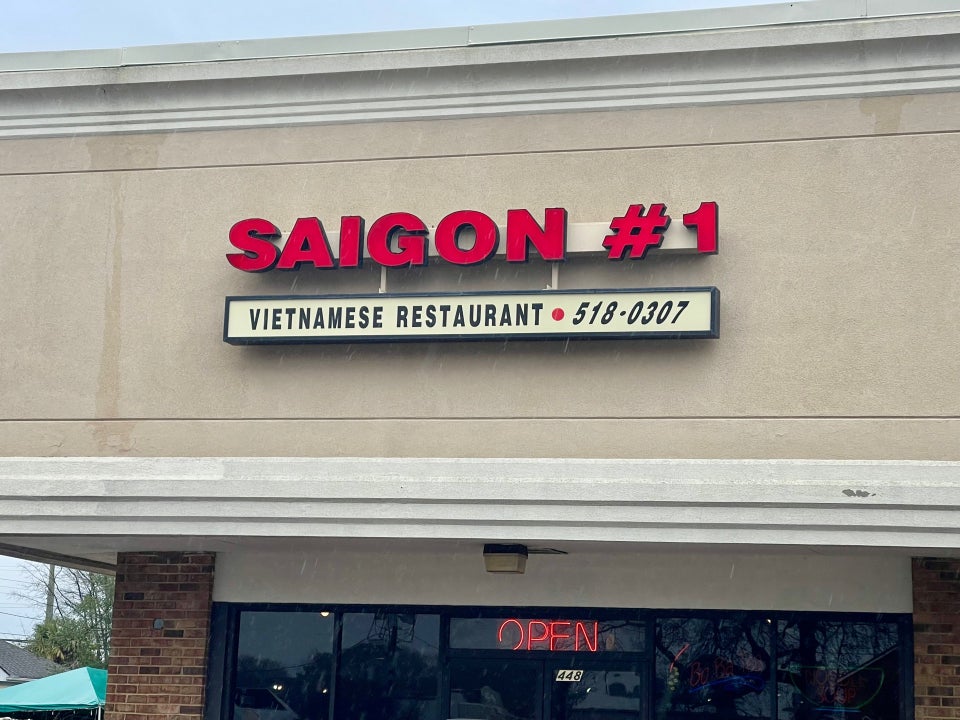 SAIGON #1
VIETNAMESE RESTAURANT • 518-0307
OPEN
448